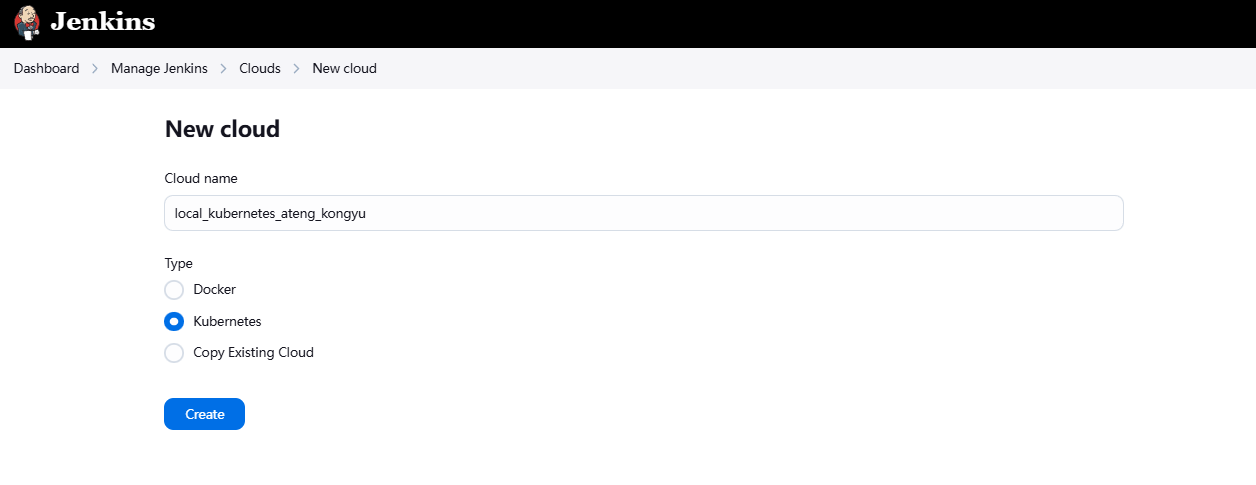 Jenkins
Dashboard > Manage Jenkins > Clouds > New cloud
New cloud
Cloud name
local_kubernetes_ateng_kongyu
Type
Docker
Kubernetes
Copy Existing Cloud
Create